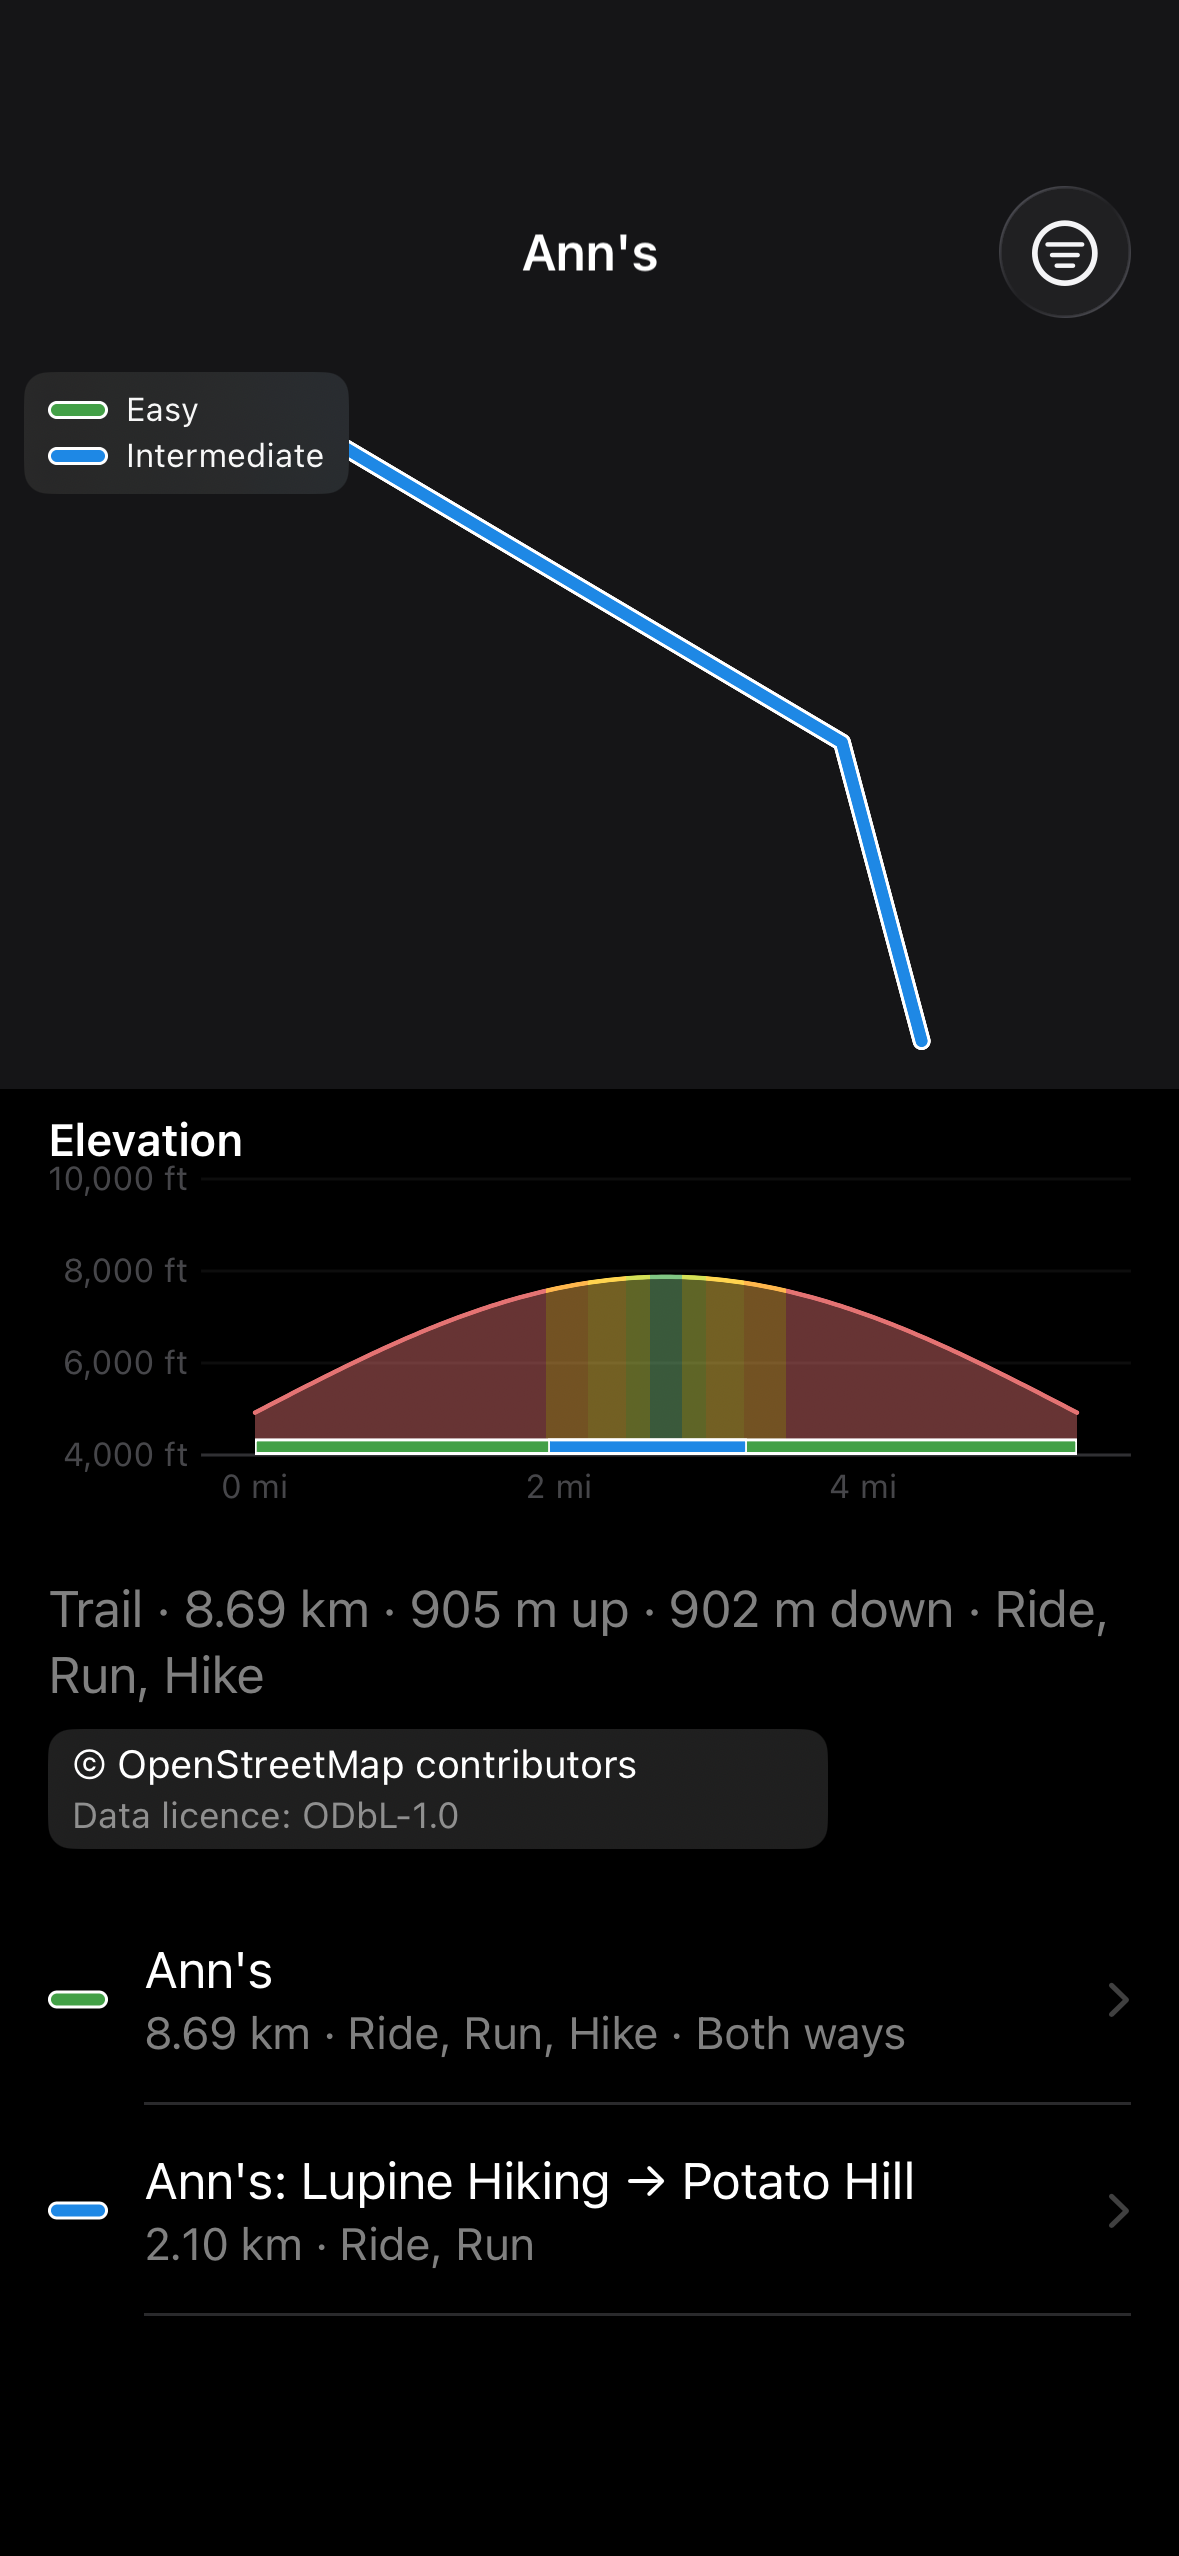 Ann's
Easy
Intermediate
Elevation
10,000 ft
8,000 ft
6,000 ft
4,000 ft
0 mi
2 mi
4 mi
Trail · 8.69 km · 905 m up · 902 m down · Ride,
Run, Hike
© OpenStreetMap contributors
Data licence: ODbL-1.0
Ann's
8.69 km · Ride, Run, Hike · Both ways
Ann's: Lupine Hiking → Potato Hill
2.10 km · Ride, Run